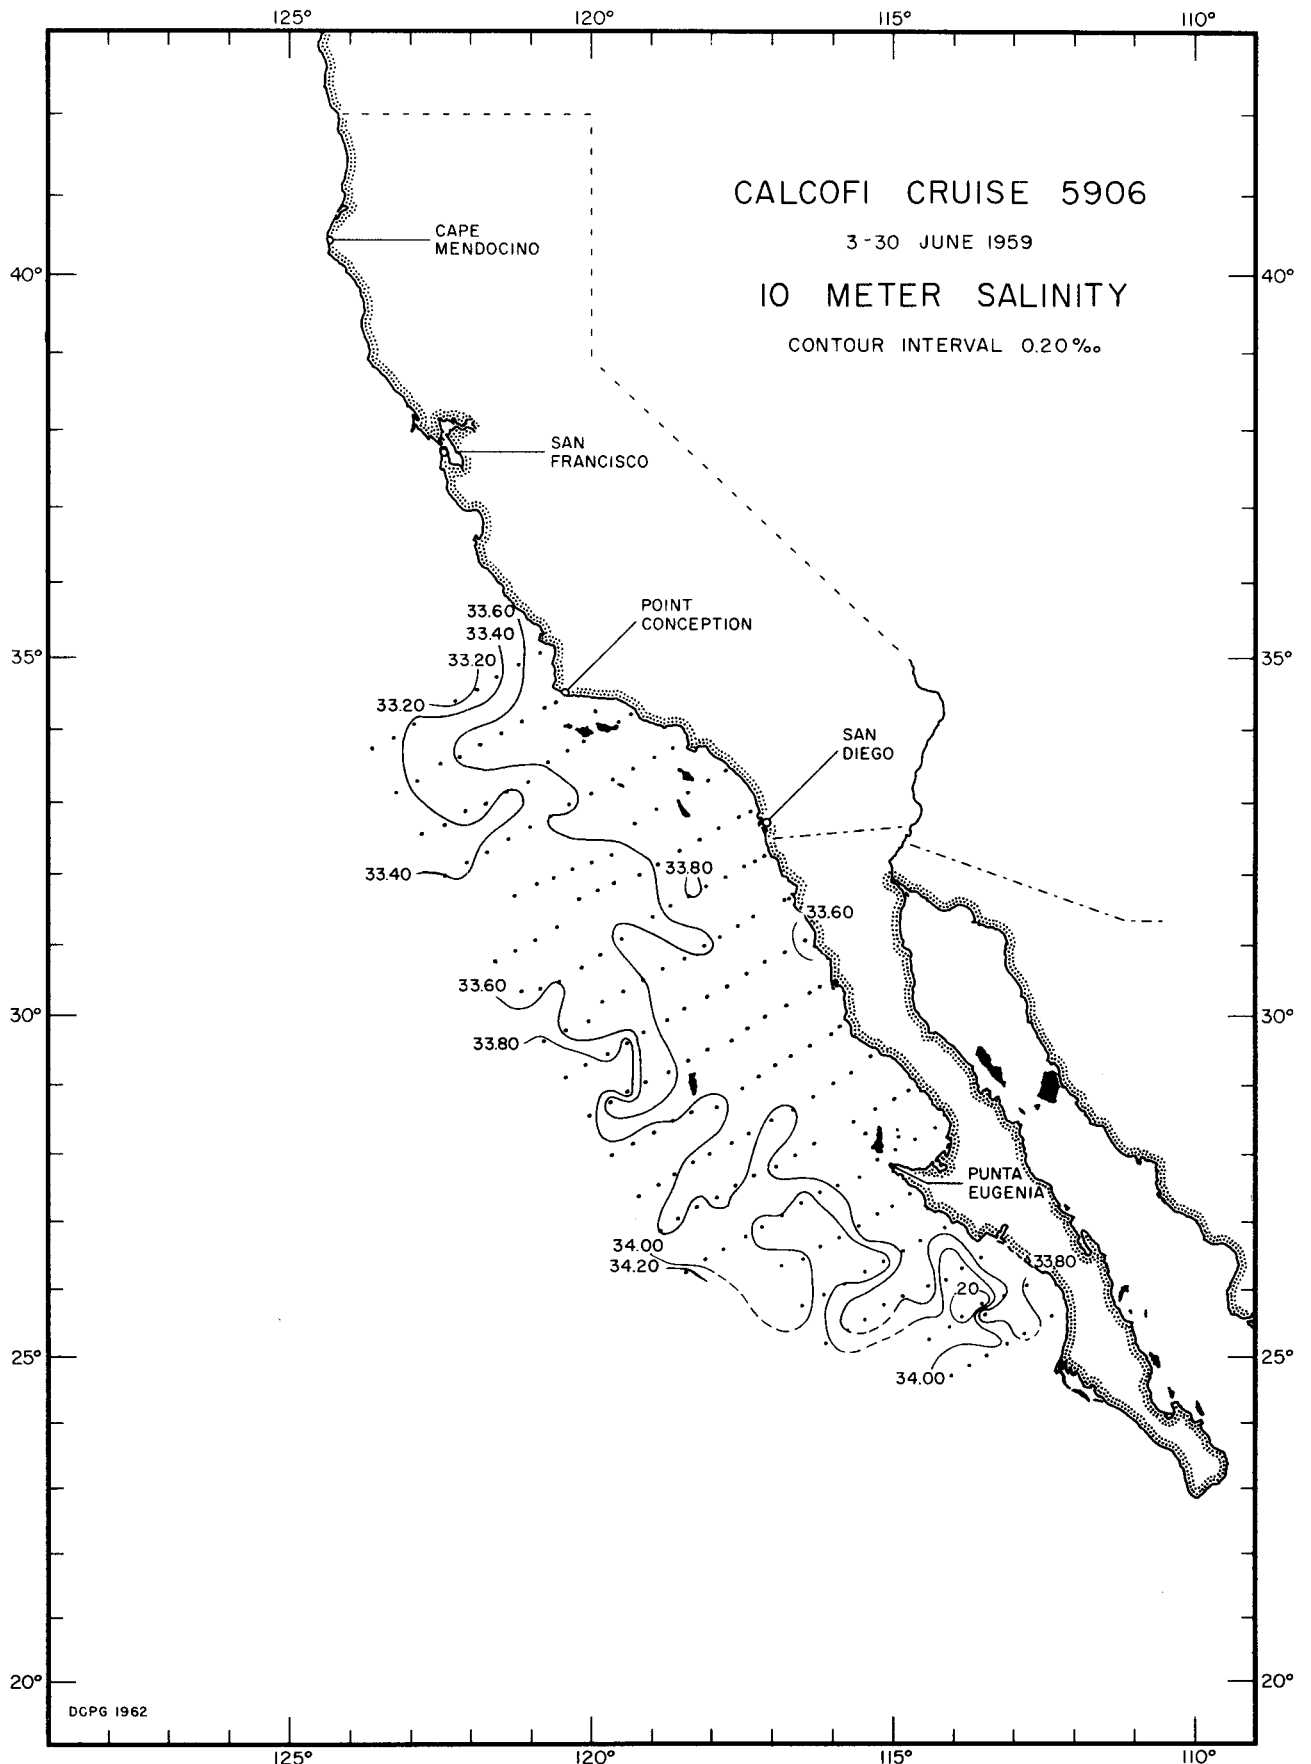 125°
120°
115°
110°
CALCOFI CRUISE 5906
3-30 JUNE 1959
10 METER SALINITY
CONTOUR INTERVAL 0.20‰
CAPE
MENDOCINO
40°
40°
SAN
FRANCISCO
POINT
CONCEPTION
33.60
33.40
33.20
33.20
35°
35°
SAN
DIEGO
33.80
33.40
33.60
33.60
30°
30°
33.80
PUNTA
EUGENIA
34.00
34.20
33.80
.20
34.00
25°
25°
20°
20°
DCPG 1962
125°
120°
115°
110°